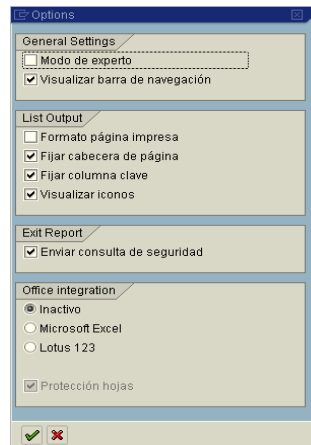 Options
General Settings
Modo de experto
Visualizar barra de navegación
List Output
Formato página impresa
Fijar cabecera de página
Fijar columna clave
Visualizar iconos
Exit Report
Enviar consulta de seguridad
Office integration
Inactivo
Microsoft Excel
Lotus 123
Protección hojas